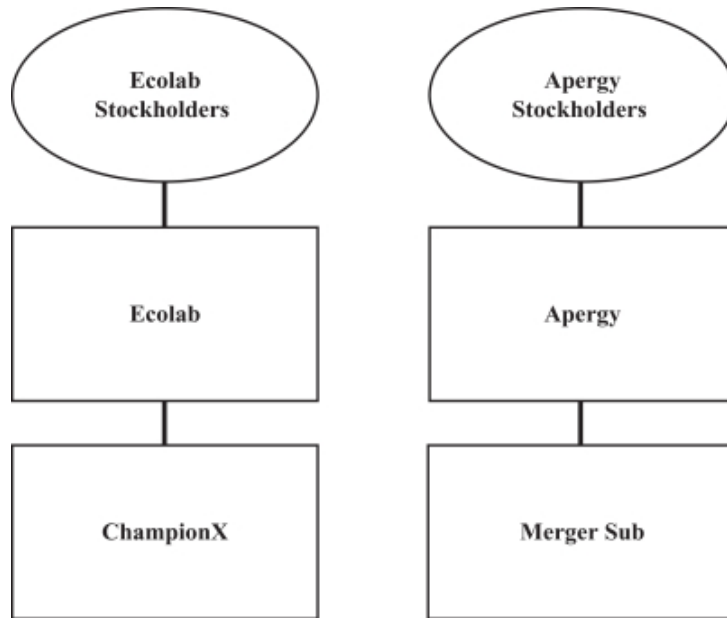 Ecolab
Stockholders
Apergy
Stockholders
Ecolab
Apergy
ChampionX
Merger Sub